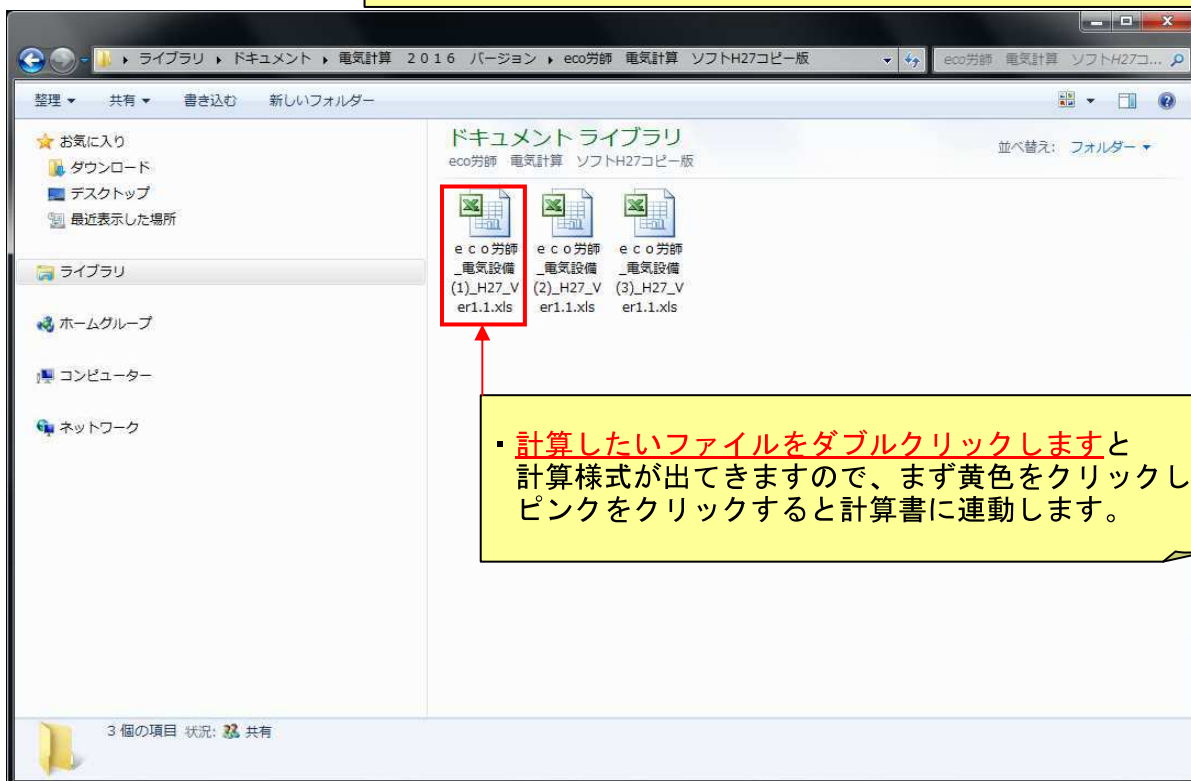 ライブラリ ▸ ドキュメント ▸ 電気計算 2016 バージョン ▸ eco労師 電気計算 ソフトH27コピー版
eco労師 電気計算 ソフトH27コ...
整理 ▼ 共有 ▼ 書き込む 新しいフォルダー
お気に入り
ダウンロード
デスクトップ
最近表示した場所
ライブラリ
ホームグループ
コンピューター
ネットワーク
ドキュメント ライブラリ
eco労師 電気計算 ソフトH27コピー版
並べ替え: フォルダー ▼
eco労師
_電気設備
(1)_H27_V
er1.1.xls
eco労師
_電気設備
(2)_H27_V
er1.1.xls
eco労師
_電気設備
(3)_H27_V
er1.1.xls
▪計算したいファイルをダブルクリックしますと
計算様式が出てきますので、まず黄色をクリックし
ピンクをクリックすると計算書に連動します。
3 個の項目 状況: 共有